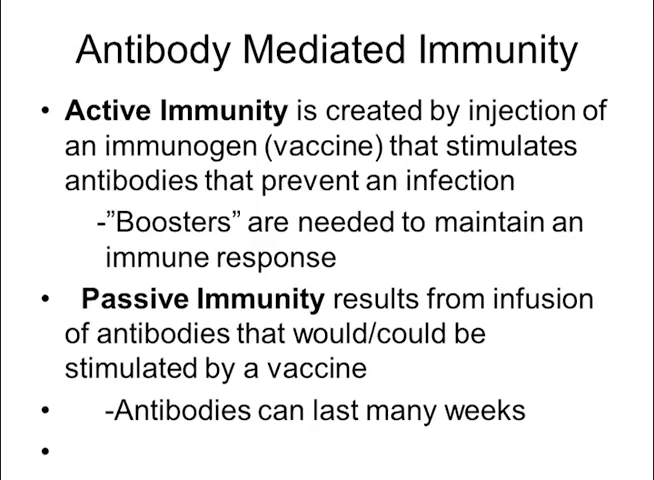 Antibody Mediated Immunity
• Active Immunity is created by injection of
an immunogen (vaccine) that stimulates
antibodies that prevent an infection
-”Boosters” are needed to maintain an
immune response
• Passive Immunity results from infusion
of antibodies that would/could be
stimulated by a vaccine
• -Antibodies can last many weeks
•